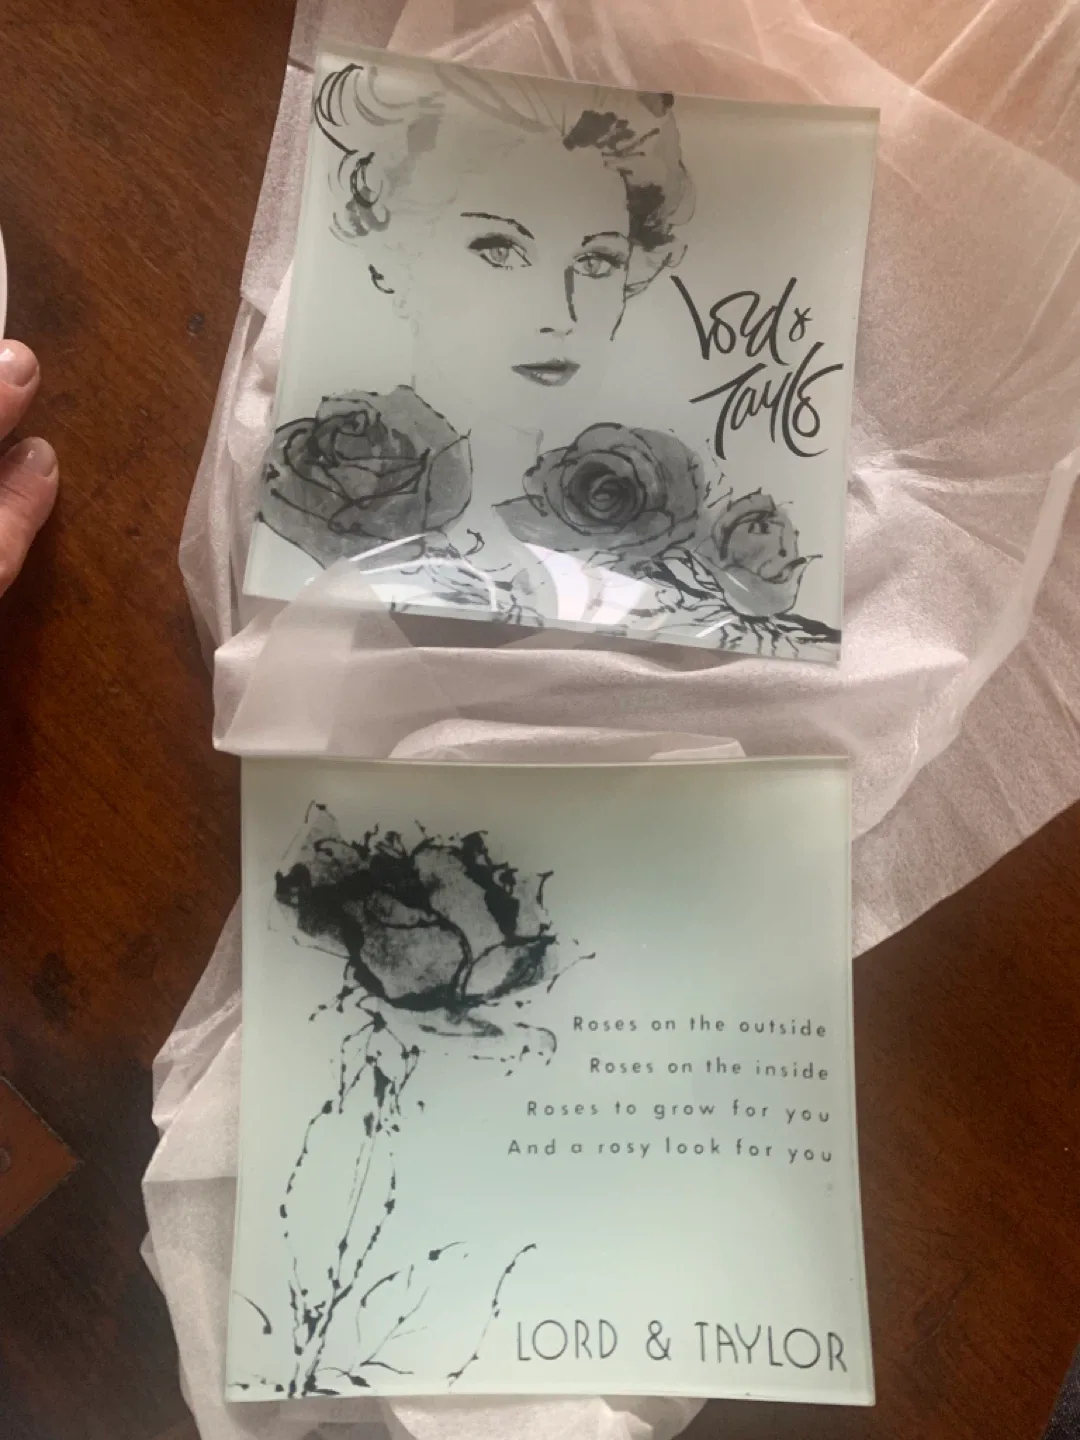 Lord &
Taylor
Roses on the outside
Roses on the inside
Roses to grow for you
And a rosy look for you
LORD & TAYLOR